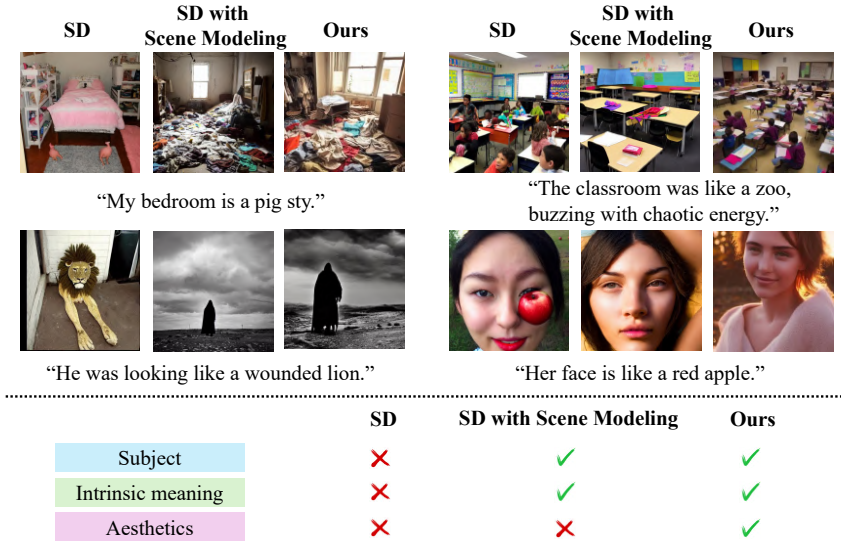 SD
SD with
Scene Modeling
Ours
SD
SD with
Scene Modeling
Ours
“My bedroom is a pig sty.”
“The classroom was like a zoo,
buzzing with chaotic energy.”
“He was looking like a wounded lion.”
“Her face is like a red apple.”
SD
SD with Scene Modeling
Ours
Subject
Intrinsic meaning
Aesthetics